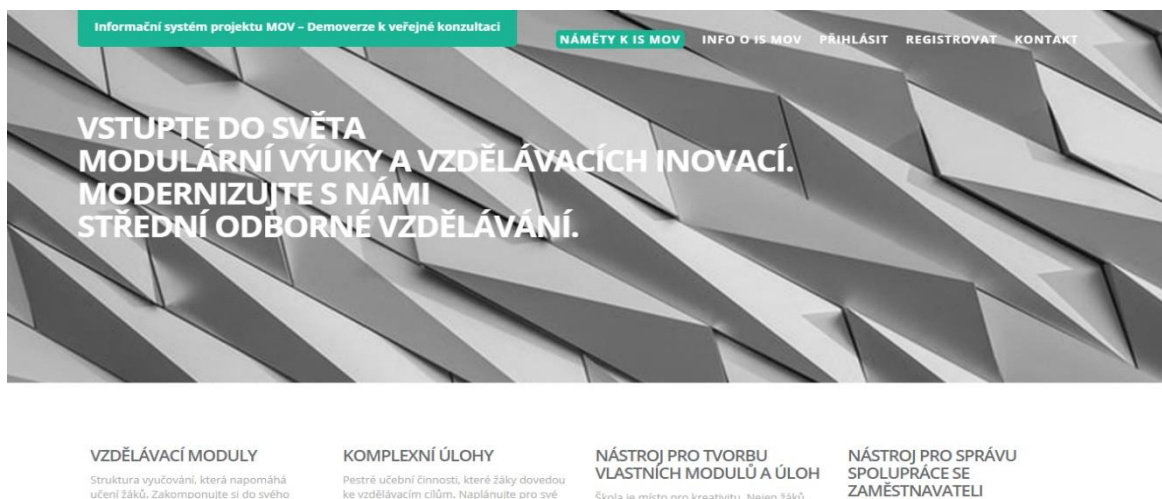 Informační systém projektu MOV – Demoverze k veřejné konzultaci
NÁMĚTY K IS MOV INFO O IS MOV PŘIHLÁSIT REGISTROVAT KONTAKT
VSTUPTE DO SVĚTA
MODULÁRNÍ VÝUKY A VZDĚLÁVACÍCH INOVACÍ.
MODERNIZUJTE S NÁMI
STŘEDNÍ ODBORNÉ VZDĚLÁVÁNÍ.
VZDĚLÁVACÍ MODULY
Struktura vyučování, která napomáhá
učení žáků. Zakomponujte si do svého
KOMPLEXNÍ ÚLOHY
Pestré učební činnosti, které žáky dovedou
ke vzdělávacím cílům. Naplánujte pro své
NÁSTROJ PRO TVORBU
VLASTNÍCH MODULŮ A ÚLOH
Škola je místo pro kreativitu. Nejen žáků
NÁSTROJ PRO SPRÁVU
SPOLUPRÁCE SE
ZAMĚSTNAVATELI